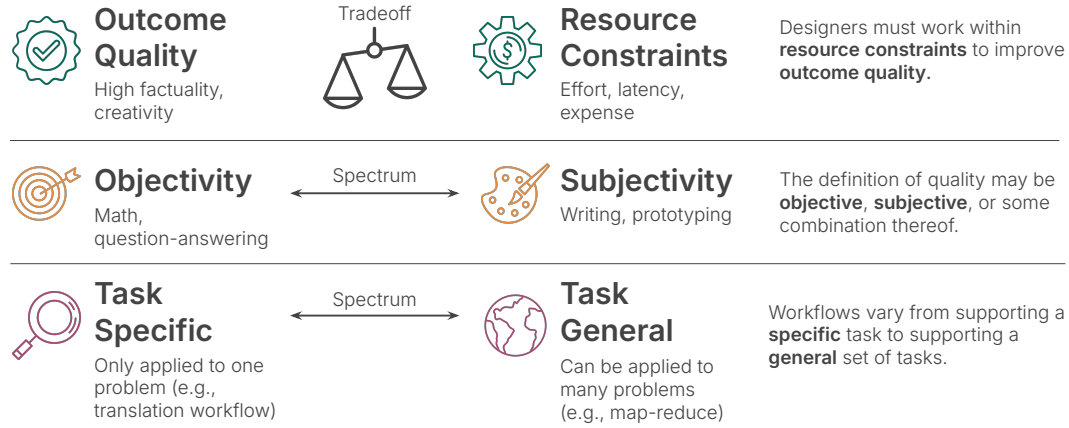 Outcome
Quality
High factuality,
creativity
Tradeoff
$
Resource
Constraints
Effort, latency,
expense
Designers must work within
resource constraints to improve
outcome quality.
Objectivity
Math,
question-answering
Spectrum
Subjectivity
Writing, prototyping
The definition of quality may be
objective, subjective, or some
combination thereof.
Task
Specific
Only applied to one
problem (e.g.,
translation workflow)
Spectrum
Task
General
Can be applied to
many problems
(e.g., map-reduce)
Workflows vary from supporting a
specific task to supporting a
general set of tasks.